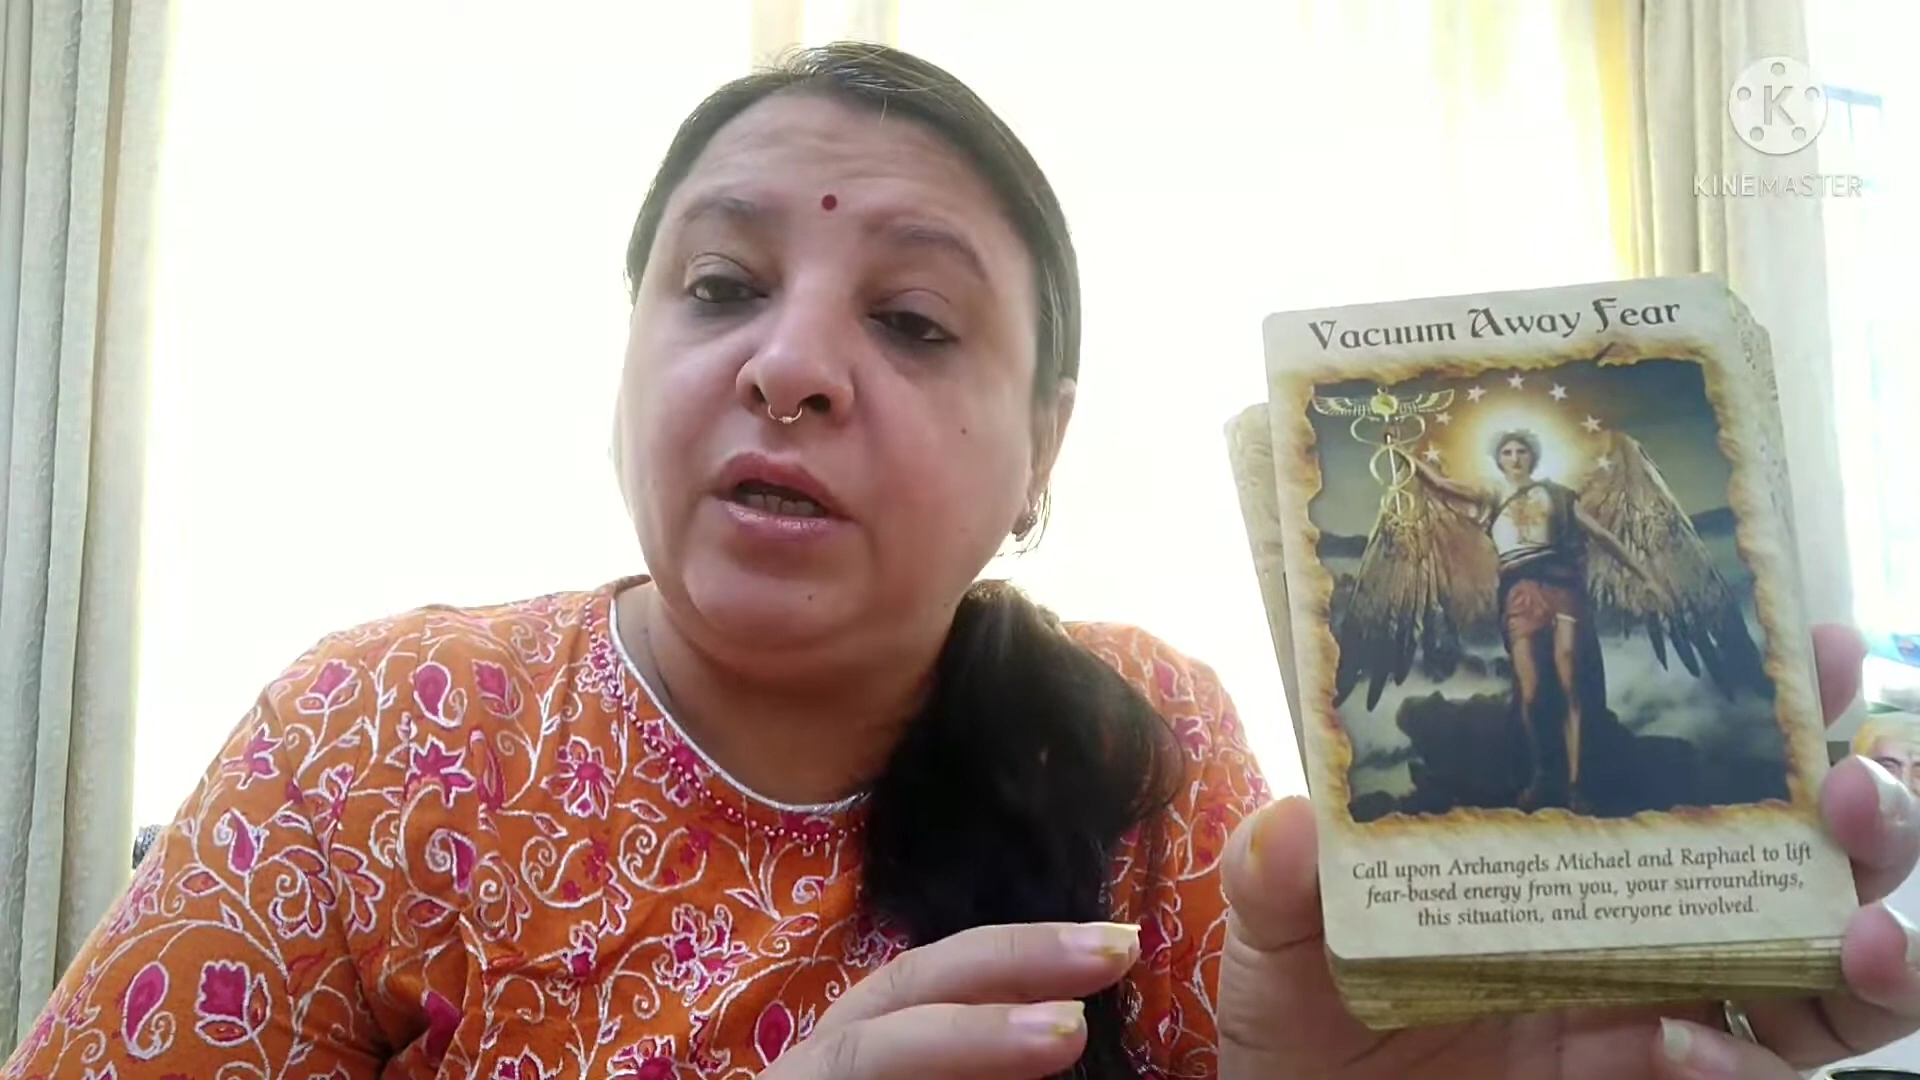 K
KINEMASTER
Vacuum Away Fear
Call upon Archangels Michael and Raphael to lift
fear-based energy from you, your surroundings,
this situation, and everyone involved.